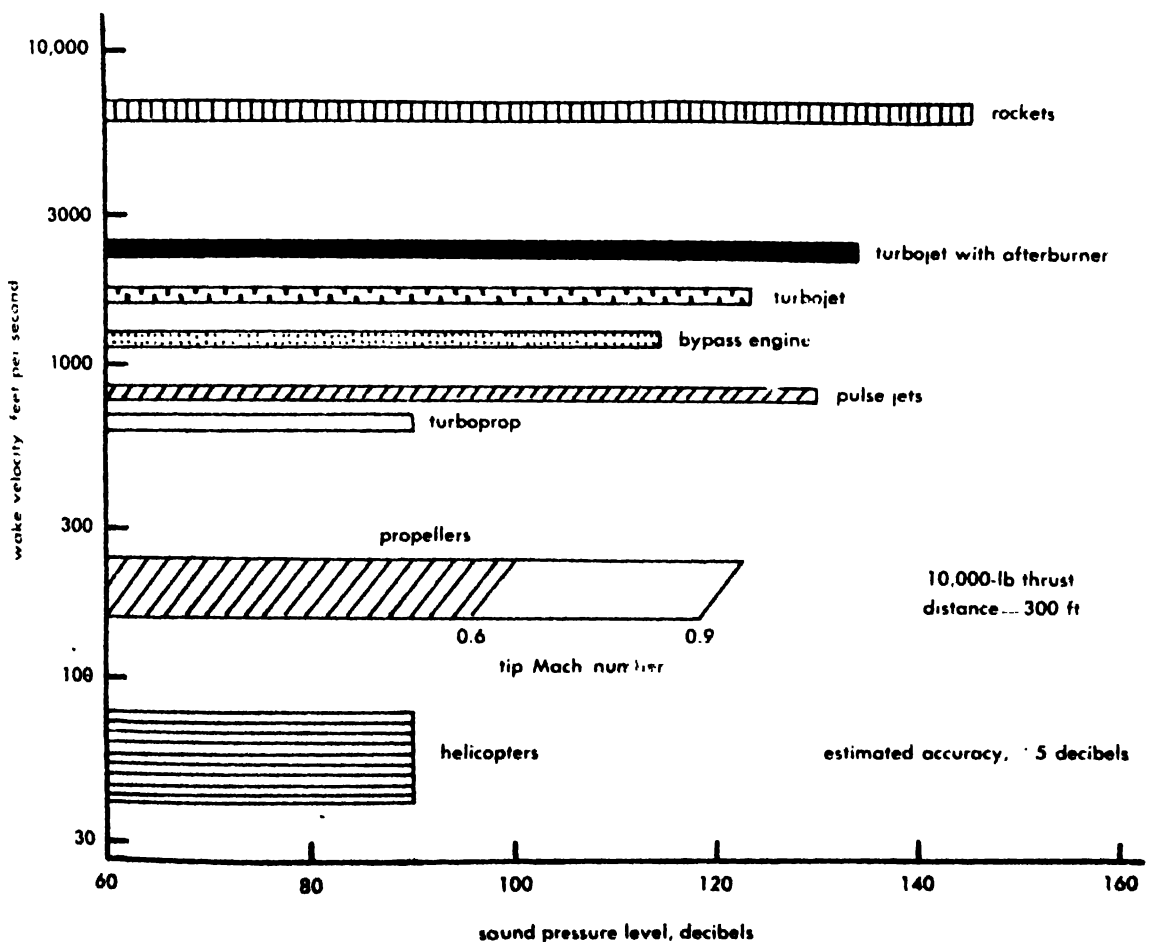 10,000
rockets
3000
turbojet with afterburner
turbojet
bypass engine
1000
pulse jets
turboprop
wake velocity feet per second
300
propellers
10,000-lb thrust
distance — 300 ft
0.6 0.9
tip Mach number
100
helicopters
estimated accuracy, 5 decibels
30
60 80 100 120 140 160
sound pressure level, decibels